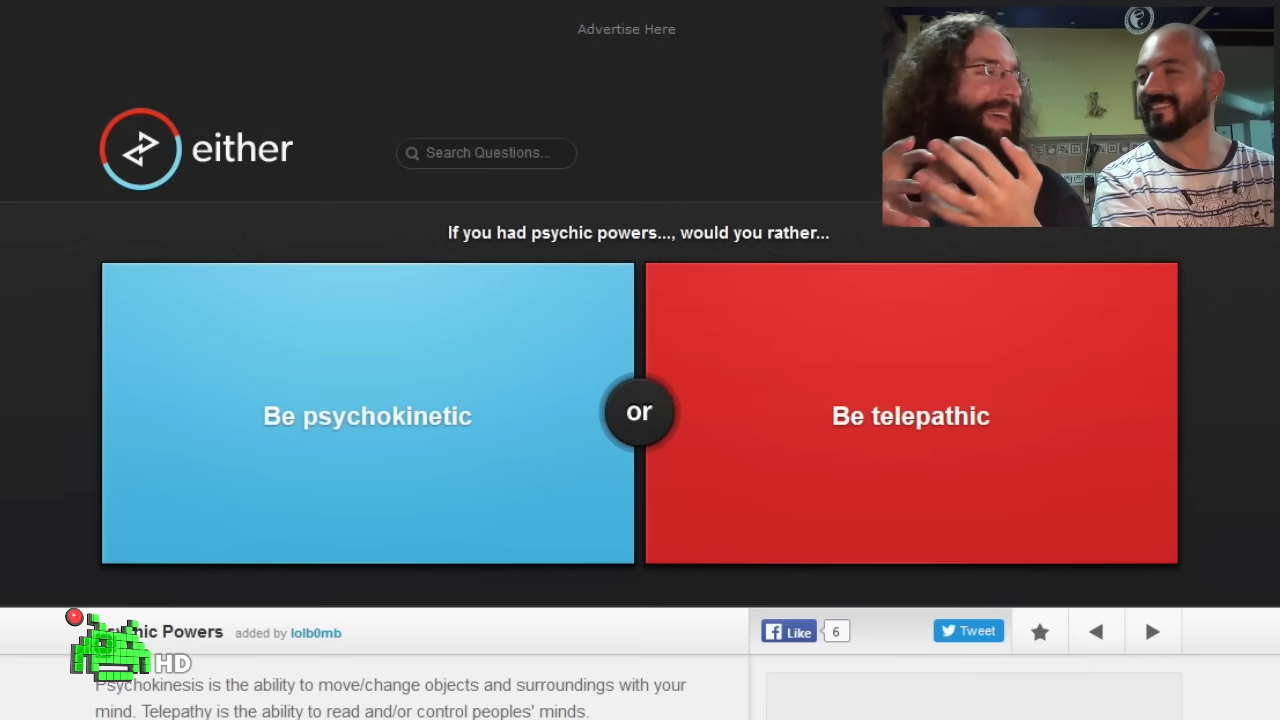 Advertise Here
either
Search Questions...
If you had psychic powers..., would you rather...
Be psychokinetic
or
Be telepathic
Powers added by lolb0mb
Like 6
Tweet
HD
Psychokinesis is the ability to move/change objects and surroundings with your
mind. Telepathy is the ability to read and/or control peoples' minds.